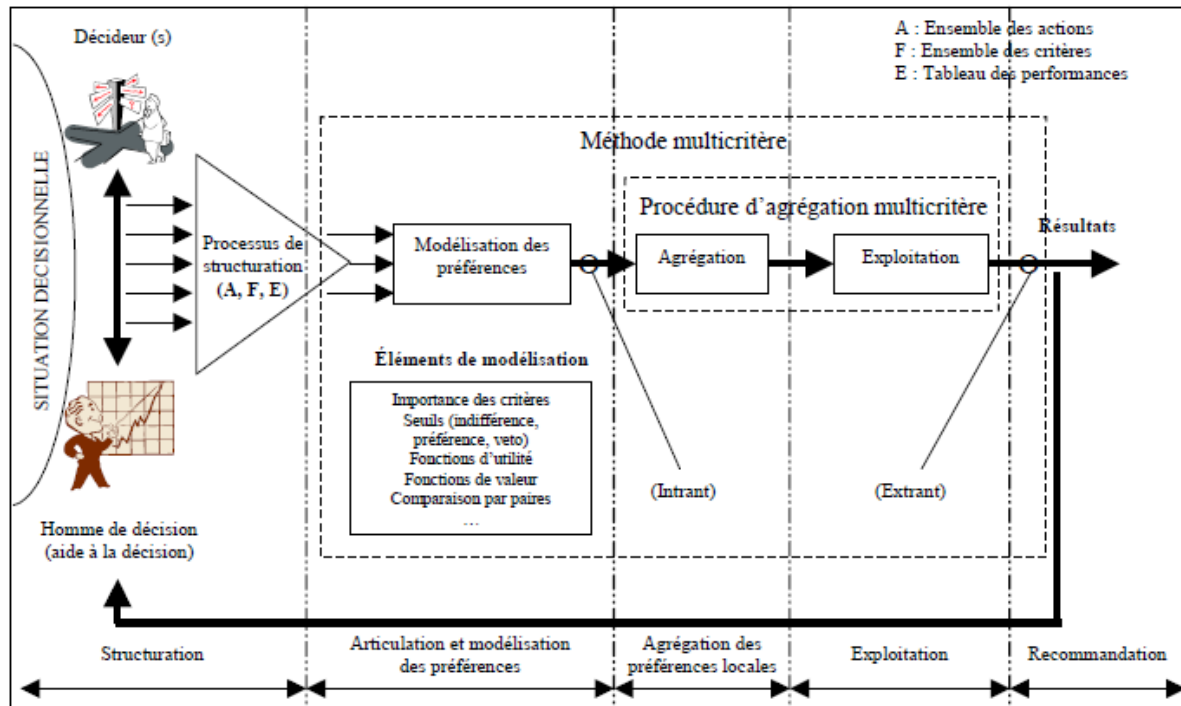 Décideur (s)
A : Ensemble des actions
F : Ensemble des critères
E : Tableau des performances
SITUATION DECISIONNELLE
Méthode multicritère
Procédure d’agrégation multicritère
Résultats
Processus de
structuration
(A, F, E)
Modélisation des
préférences
Agrégation
Exploitation
Éléments de modélisation
Importance des critères
Seuils (indifférence,
préférence, veto)
Fonctions d’utilité
Fonctions de valeur
Comparaison par paires
…
(Intrant)
(Extrant)
Homme de décision
(aide à la décision)
Structuration
Articulation et modélisation
des préférences
Agrégation des
préférences locales
Exploitation
Recommandation